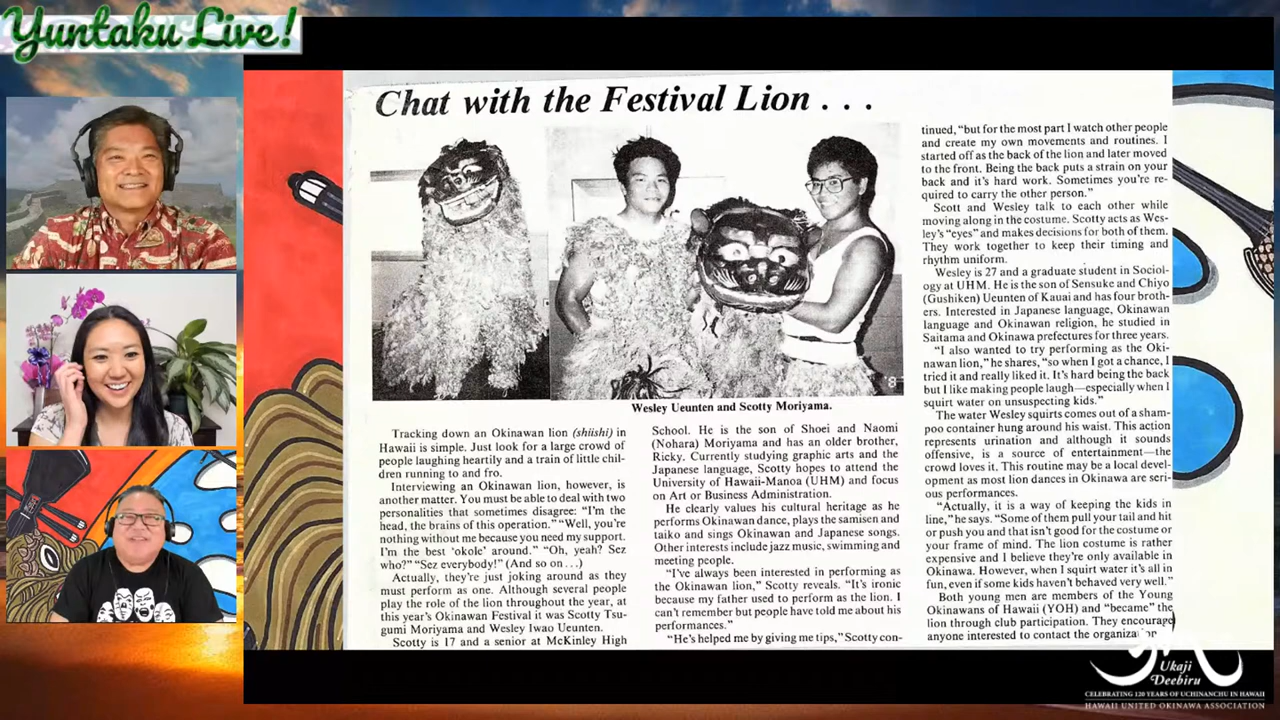 Yuntaku Live!
Chat with the Festival Lion . . .
Wesley Ueunten and Scotty Moriyama.
Tracking down an Okinawan lion (shiishi) in
Hawaii is simple. Just look for a large crowd of
people laughing heartily and a train of little chil-
dren running to and fro.
Interviewing an Okinawan lion, however, is
another matter. You must be able to deal with two
personalities that sometimes disagree: "I'm the
head, the brains of this operation." "Well, you're
nothing without me because you need my support.
I'm the best 'okole' around." "Oh, yeah? Sez
who?" "Sez everybody!" (And so on...)
Actually, they're just joking around as they
must perform as one. Although several people
play the role of the lion throughout the year, at
this year's Okinawan Festival it was Scotty Tsu-
gumi Moriyama and Wesley Iwao Ueunten.
Scotty is 17 and a senior at McKinley High
School. He is the son of Shoei and Naomi
(Nohara) Moriyama and has an older brother,
Ricky. Currently studying graphic arts and the
Japanese language, Scotty hopes to attend the
University of Hawaii-Manoa (UHM) and focus
on Art or Business Administration.
He clearly values his cultural heritage as he
performs Okinawan dance, plays the samisen and
taiko and sings Okinawan and Japanese songs.
Other interests include jazz music, swimming and
meeting people.
"I've always been interested in performing as
the Okinawan lion," Scotty reveals. "It's ironic
because my father used to perform as the lion. I
can't remember but people have told me about his
performances."
"He's helped me by giving me tips," Scotty con-
tinued, "but for the most part I watch other people
and create my own movements and routines. I
started off as the back of the lion and later moved
to the front. Being the back puts a strain on your
back and it's hard work. Sometimes you're re-
quired to carry the other person."
Scott and Wesley talk to each other while
moving along in the costume. Scotty acts as Wes-
ley's "eyes" and makes decisions for both of them.
They work together to keep their timing and
rhythm uniform.
Wesley is 27 and a graduate student in Sociol-
ogy at UHM. He is the son of Sensuke and Chiyo
(Gushiken) Ueunten of Kauai and has four broth-
ers. Interested in Japanese language, Okinawan
language and Okinawan religion, he studied in
Saitama and Okinawa prefectures for three years.
"I also wanted to try performing as the Oki-
nawan lion," he shares, "so when I got a chance, I
tried it and really liked it. It's hard being the back
but I like making people laugh—especially when I
squirt water on unsuspecting kids."
The water Wesley squirts comes out of a sham-
poo container hung around his waist. This action
represents urination and although it sounds
offensive, is a source of entertainment—the
crowd loves it. This routine may be a local devel-
opment as most lion dances in Okinawa are seri-
ous performances.
"Actually, it is a way of keeping the kids in
line," he says. "Some of them pull your tail and hit
or push you and that isn't good for the costume or
your frame of mind. The lion costume is rather
expensive and I believe they're only available in
Okinawa. However, when I squirt water it's all in
fun, even if some kids haven't behaved very well."
Both young men are members of the Young
Okinawans of Hawaii (YOH) and "became" the
lion through club participation. They encourage
anyone interested to contact the
Ukaji
Deebiru
CELEBRATING 120 YEARS OF UCHINANCHU IN HAWAII
HAWAII UNITED OKINAWA ASSOCIATION